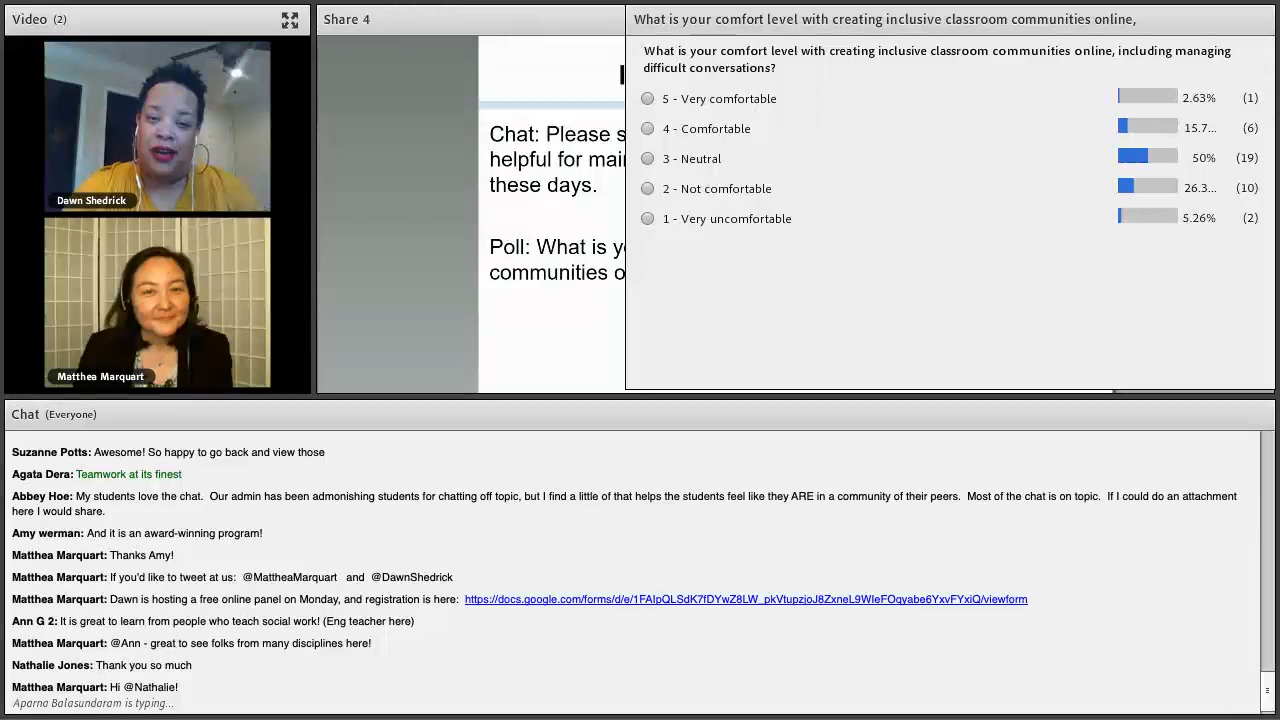 Video (2)
Dawn Shedrick
Matthea Marquart
Share 4
Chat: Please s
helpful for mai
these days.
Poll: What is y
communities o
What is your comfort level with creating inclusive classroom communities online,
What is your comfort level with creating inclusive classroom communities online, including managing
difficult conversations?
5 - Very comfortable 2.63% (1)
4 - Comfortable 15.7... (6)
3 - Neutral 50% (19)
2 - Not comfortable 26.3... (10)
1 - Very uncomfortable 5.26% (2)
Chat (Everyone)
Suzanne Potts: Awesome! So happy to go back and view those
Agata Dera: Teamwork at its finest
Abbey Hoe: My students love the chat. Our admin has been admonishing students for chatting off topic, but I find a little of that helps the students feel like they ARE in a community of their peers. Most of the chat is on topic. If I could do an attachment
here I would share.
Amy werman: And it is an award-winning program!
Matthea Marquart: Thanks Amy!
Matthea Marquart: If you'd like to tweet at us: @MattheaMarquart and @DawnShedrick
Matthea Marquart: Dawn is hosting a free online panel on Monday, and registration is here: https://docs.google.com/forms/d/e/1FAIpQLSdK7fDYwZ8LW_pkVtupzjoJ8ZxneL9WIeFOqyabe6YxvFYxiQ/viewform
Ann G 2: It is great to learn from people who teach social work! (Eng teacher here)
Matthea Marquart: @Ann - great to see folks from many disciplines here!
Nathalie Jones: Thank you so much
Matthea Marquart: Hi @Nathalie!
Aparna Balasundaram is typing...